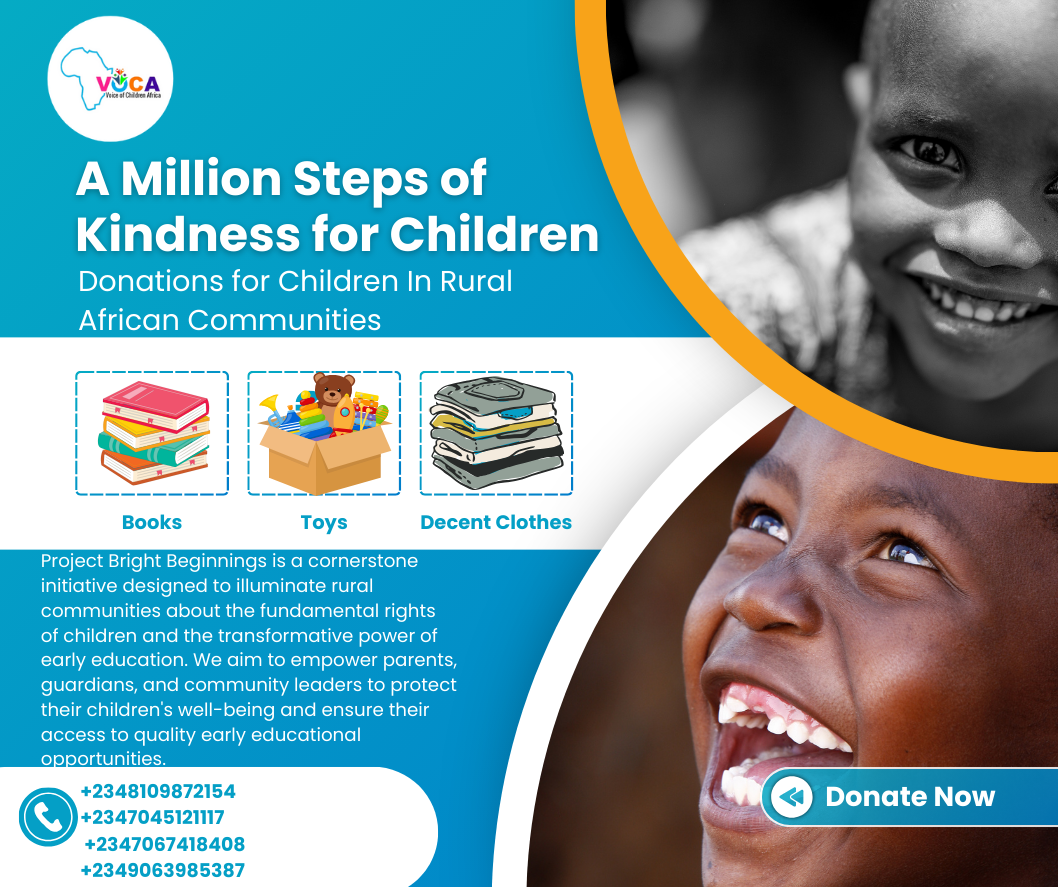 VOCA
Voice of Children Africa
A Million Steps of
Kindness for Children
Donations for Children In Rural
African Communities
Books
Toys
Decent Clothes
Project Bright Beginnings is a cornerstone
initiative designed to illuminate rural
communities about the fundamental rights
of children and the transformative power of
early education. We aim to empower parents,
guardians, and community leaders to protect
their children's well-being and ensure their
access to quality early educational
opportunities.
+2348109872154
+2347045121117
+2347067418408
+2349063985387
Donate Now